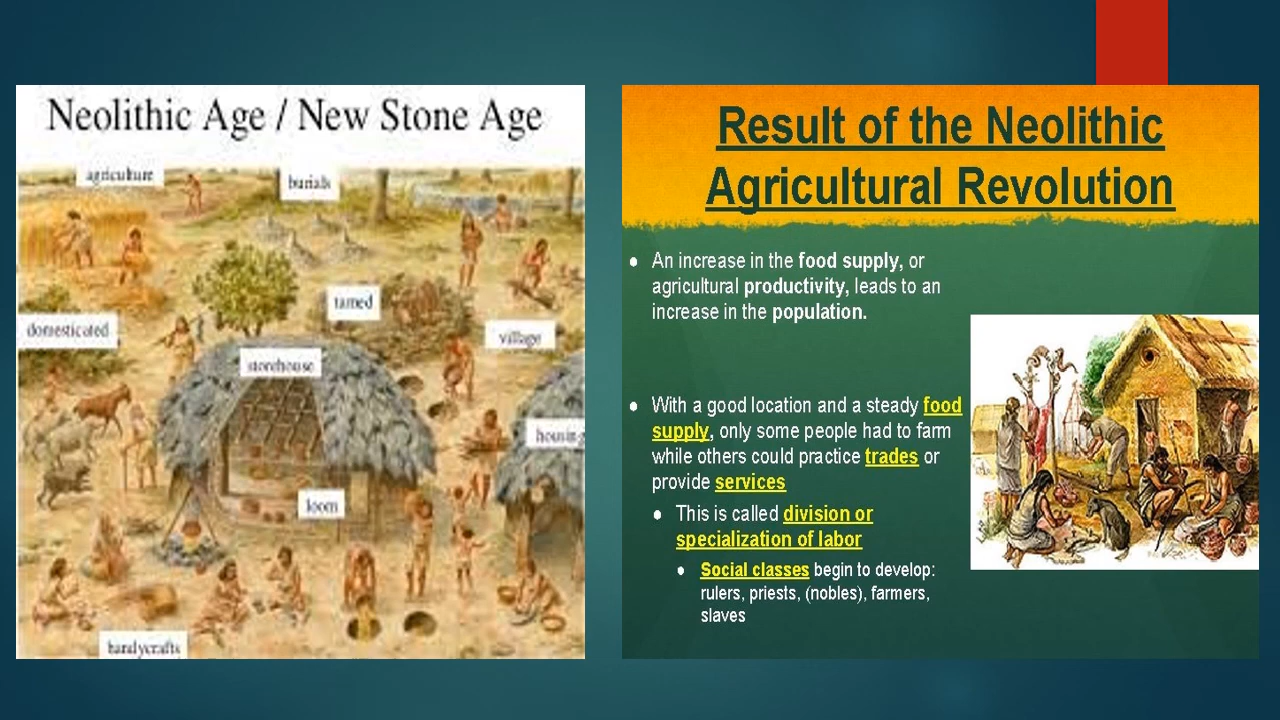 Neolithic Age / New Stone Age
agriculture
burials
tamed
domesticated
village
storehouse
housing
loom
handycrafts
Result of the Neolithic
Agricultural Revolution
● An increase in the food supply, or
agricultural productivity, leads to an
increase in the population.
● With a good location and a steady food
supply, only some people had to farm
while others could practice trades or
provide services
● This is called division or
specialization of labor
● Social classes begin to develop:
rulers, priests, (nobles), farmers,
slaves